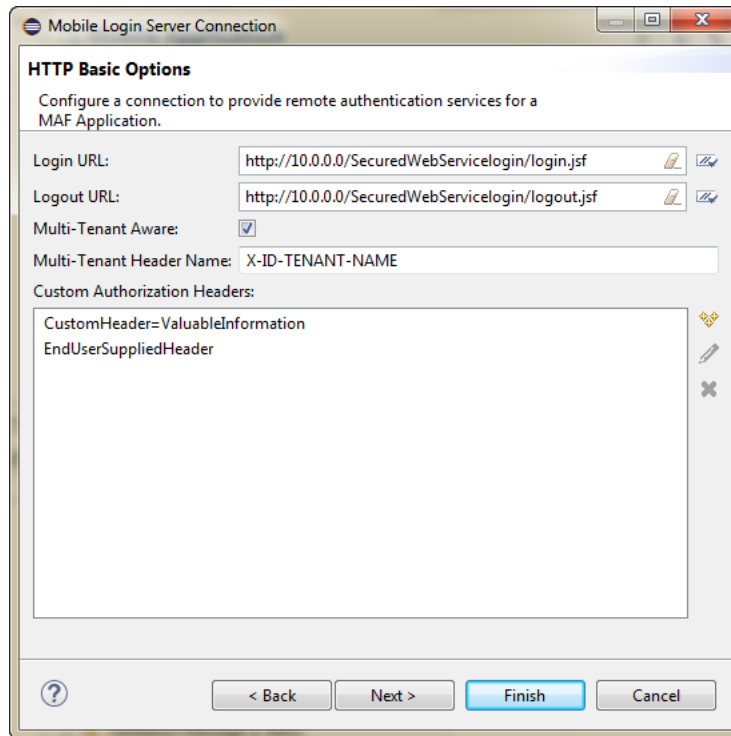 Mobile Login Server Connection
HTTP Basic Options
Configure a connection to provide remote authentication services for a
MAF Application.
Login URL: http://10.0.0.0/SecuredWebServicelogin/login.jsf
Logout URL: http://10.0.0.0/SecuredWebServicelogin/logout.jsf
Multi-Tenant Aware:
Multi-Tenant Header Name: X-ID-TENANT-NAME
Custom Authorization Headers:
CustomHeader=ValuableInformation
EndUserSuppliedHeader
? < Back Next > Finish Cancel